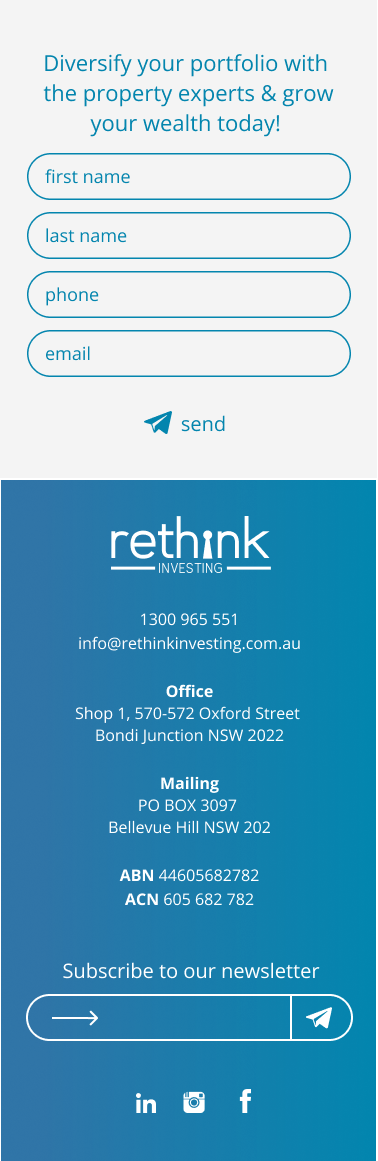 Diversify your portfolio with
the property experts & grow
your wealth today!
first name
last name
phone
email
send
rethink
INVESTING
1300 965 551
info@rethinkinvesting.com.au
Office
Shop 1, 570-572 Oxford Street
Bondi Junction NSW 2022
Mailing
PO BOX 3097
Bellevue Hill NSW 202
ABN 44605682782
ACN 605 682 782
Subscribe to our newsletter
in
f